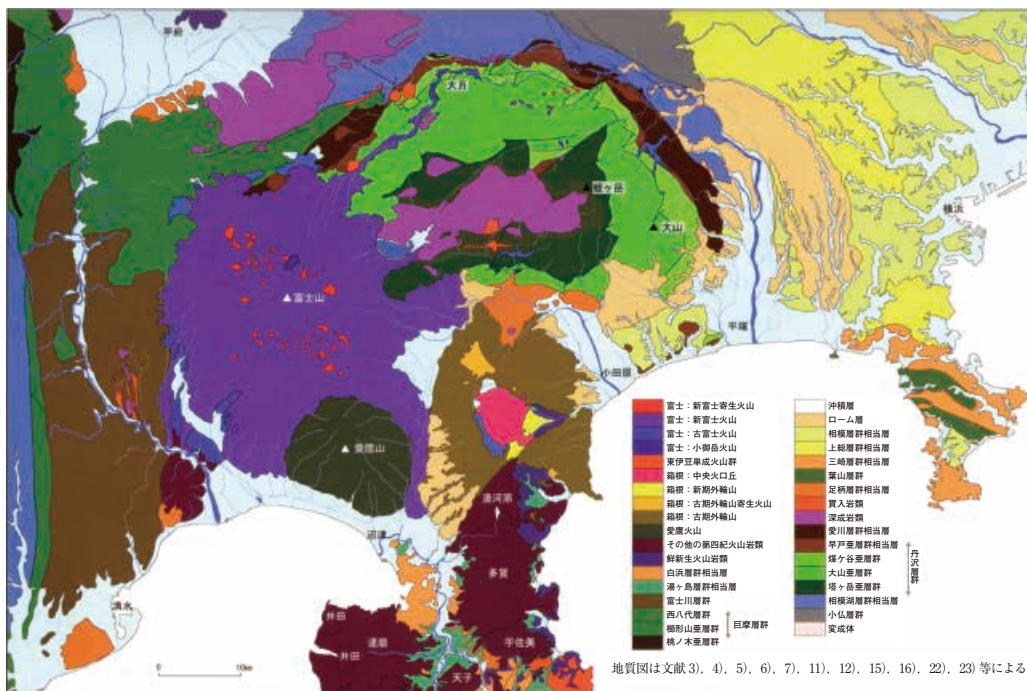 甲府
大月
蛭ヶ岳
大山
横浜
富士山
平塚
小田原
愛鷹山
湯河原
沼津
多賀
清水
井田
達磨
井田
宇佐美
天子
0 10km
富士：新富士寄生火山
富士：新富士火山
富士：古富士火山
富士：小御岳火山
東伊豆単成火山群
箱根：中央火口丘
箱根：新期外輪山
箱根：古期外輪山寄生火山
箱根：古期外輪山
愛鷹火山
その他の第四紀火山岩類
鮮新生火山岩類
白浜層群相当層
湯ヶ島層群相当層
富士川層群
西八代層群
櫛形山亜層群
桃ノ木亜層群
巨摩層群
沖積層
ローム層
相模層群相当層
上総層群相当層
三崎層群相当層
葉山層群
足柄層群相当層
貫入岩類
深成岩類
愛川層群相当層
早戸亜層群相当層
煤ケ谷亜層群
大山亜層群
塔ヶ岳亜層群
相模湖層群相当層
小仏層群
変成体
丹沢層群
地質図は文献3），4），5），6），7），11），12），15），16），22），23）等による